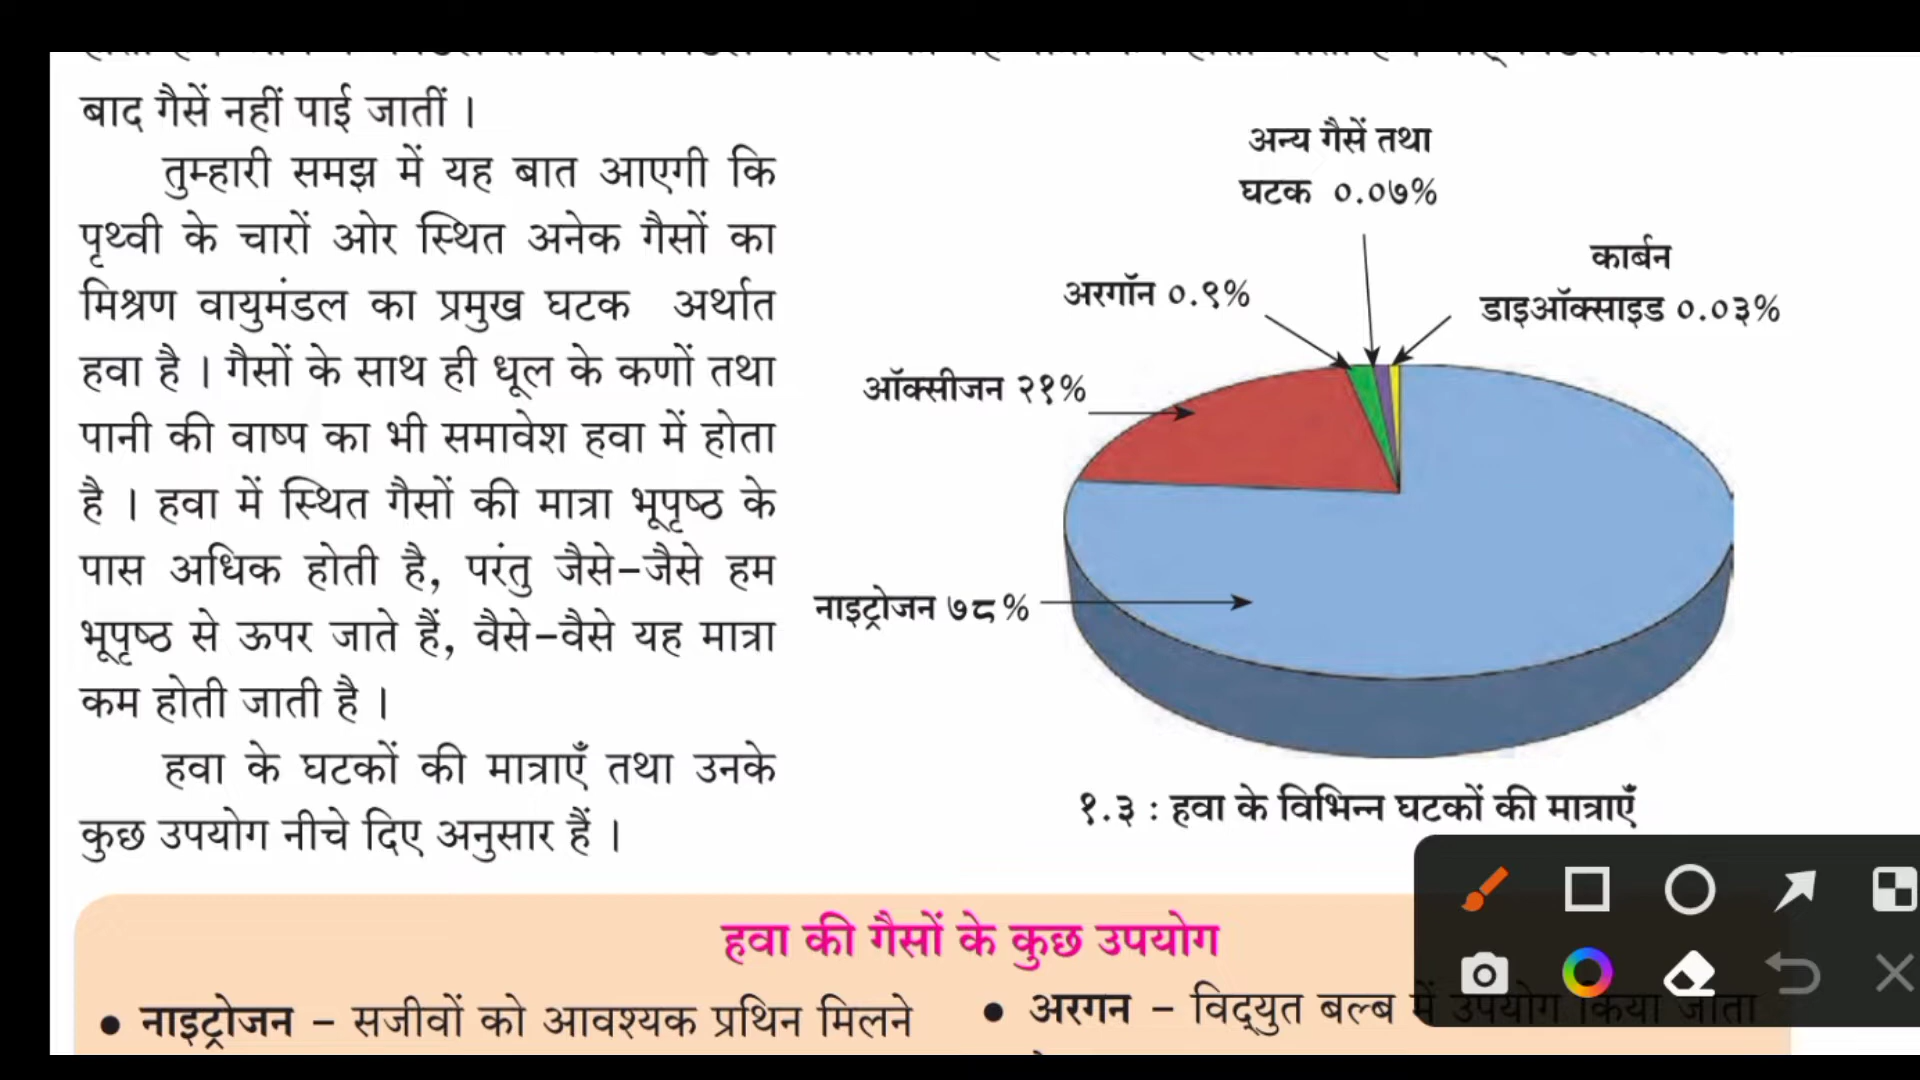 बाद गैसें नहीं पाई जातीं ।
तुम्हारी समझ में यह बात आएगी कि
पृथ्वी के चारों ओर स्थित अनेक गैसों का
मिश्रण वायुमंडल का प्रमुख घटक अर्थात
हवा है । गैसों के साथ ही धूल के कणों तथा
पानी की वाष्प का भी समावेश हवा में होता
है । हवा में स्थित गैसों की मात्रा भूपृष्ठ के
पास अधिक होती है, परंतु जैसे-जैसे हम
भूपृष्ठ से ऊपर जाते हैं, वैसे-वैसे यह मात्रा
कम होती जाती है ।
हवा के घटकों की मात्राएँ तथा उनके
कुछ उपयोग नीचे दिए अनुसार हैं ।
अन्य गैसें तथा
घटक ०.०७%
कार्बन
डाइऑक्साइड ०.०३%
अरगॉन ०.९%
ऑक्सीजन २१%
नाइट्रोजन ७८%
१.३ : हवा के विभिन्न घटकों की मात्राएँ
हवा की गैसों के कुछ उपयोग
• नाइट्रोजन – सजीवों को आवश्यक प्रथिन मिलने
• अरगन – विद्युत बल्ब में उपयोग किया जाता